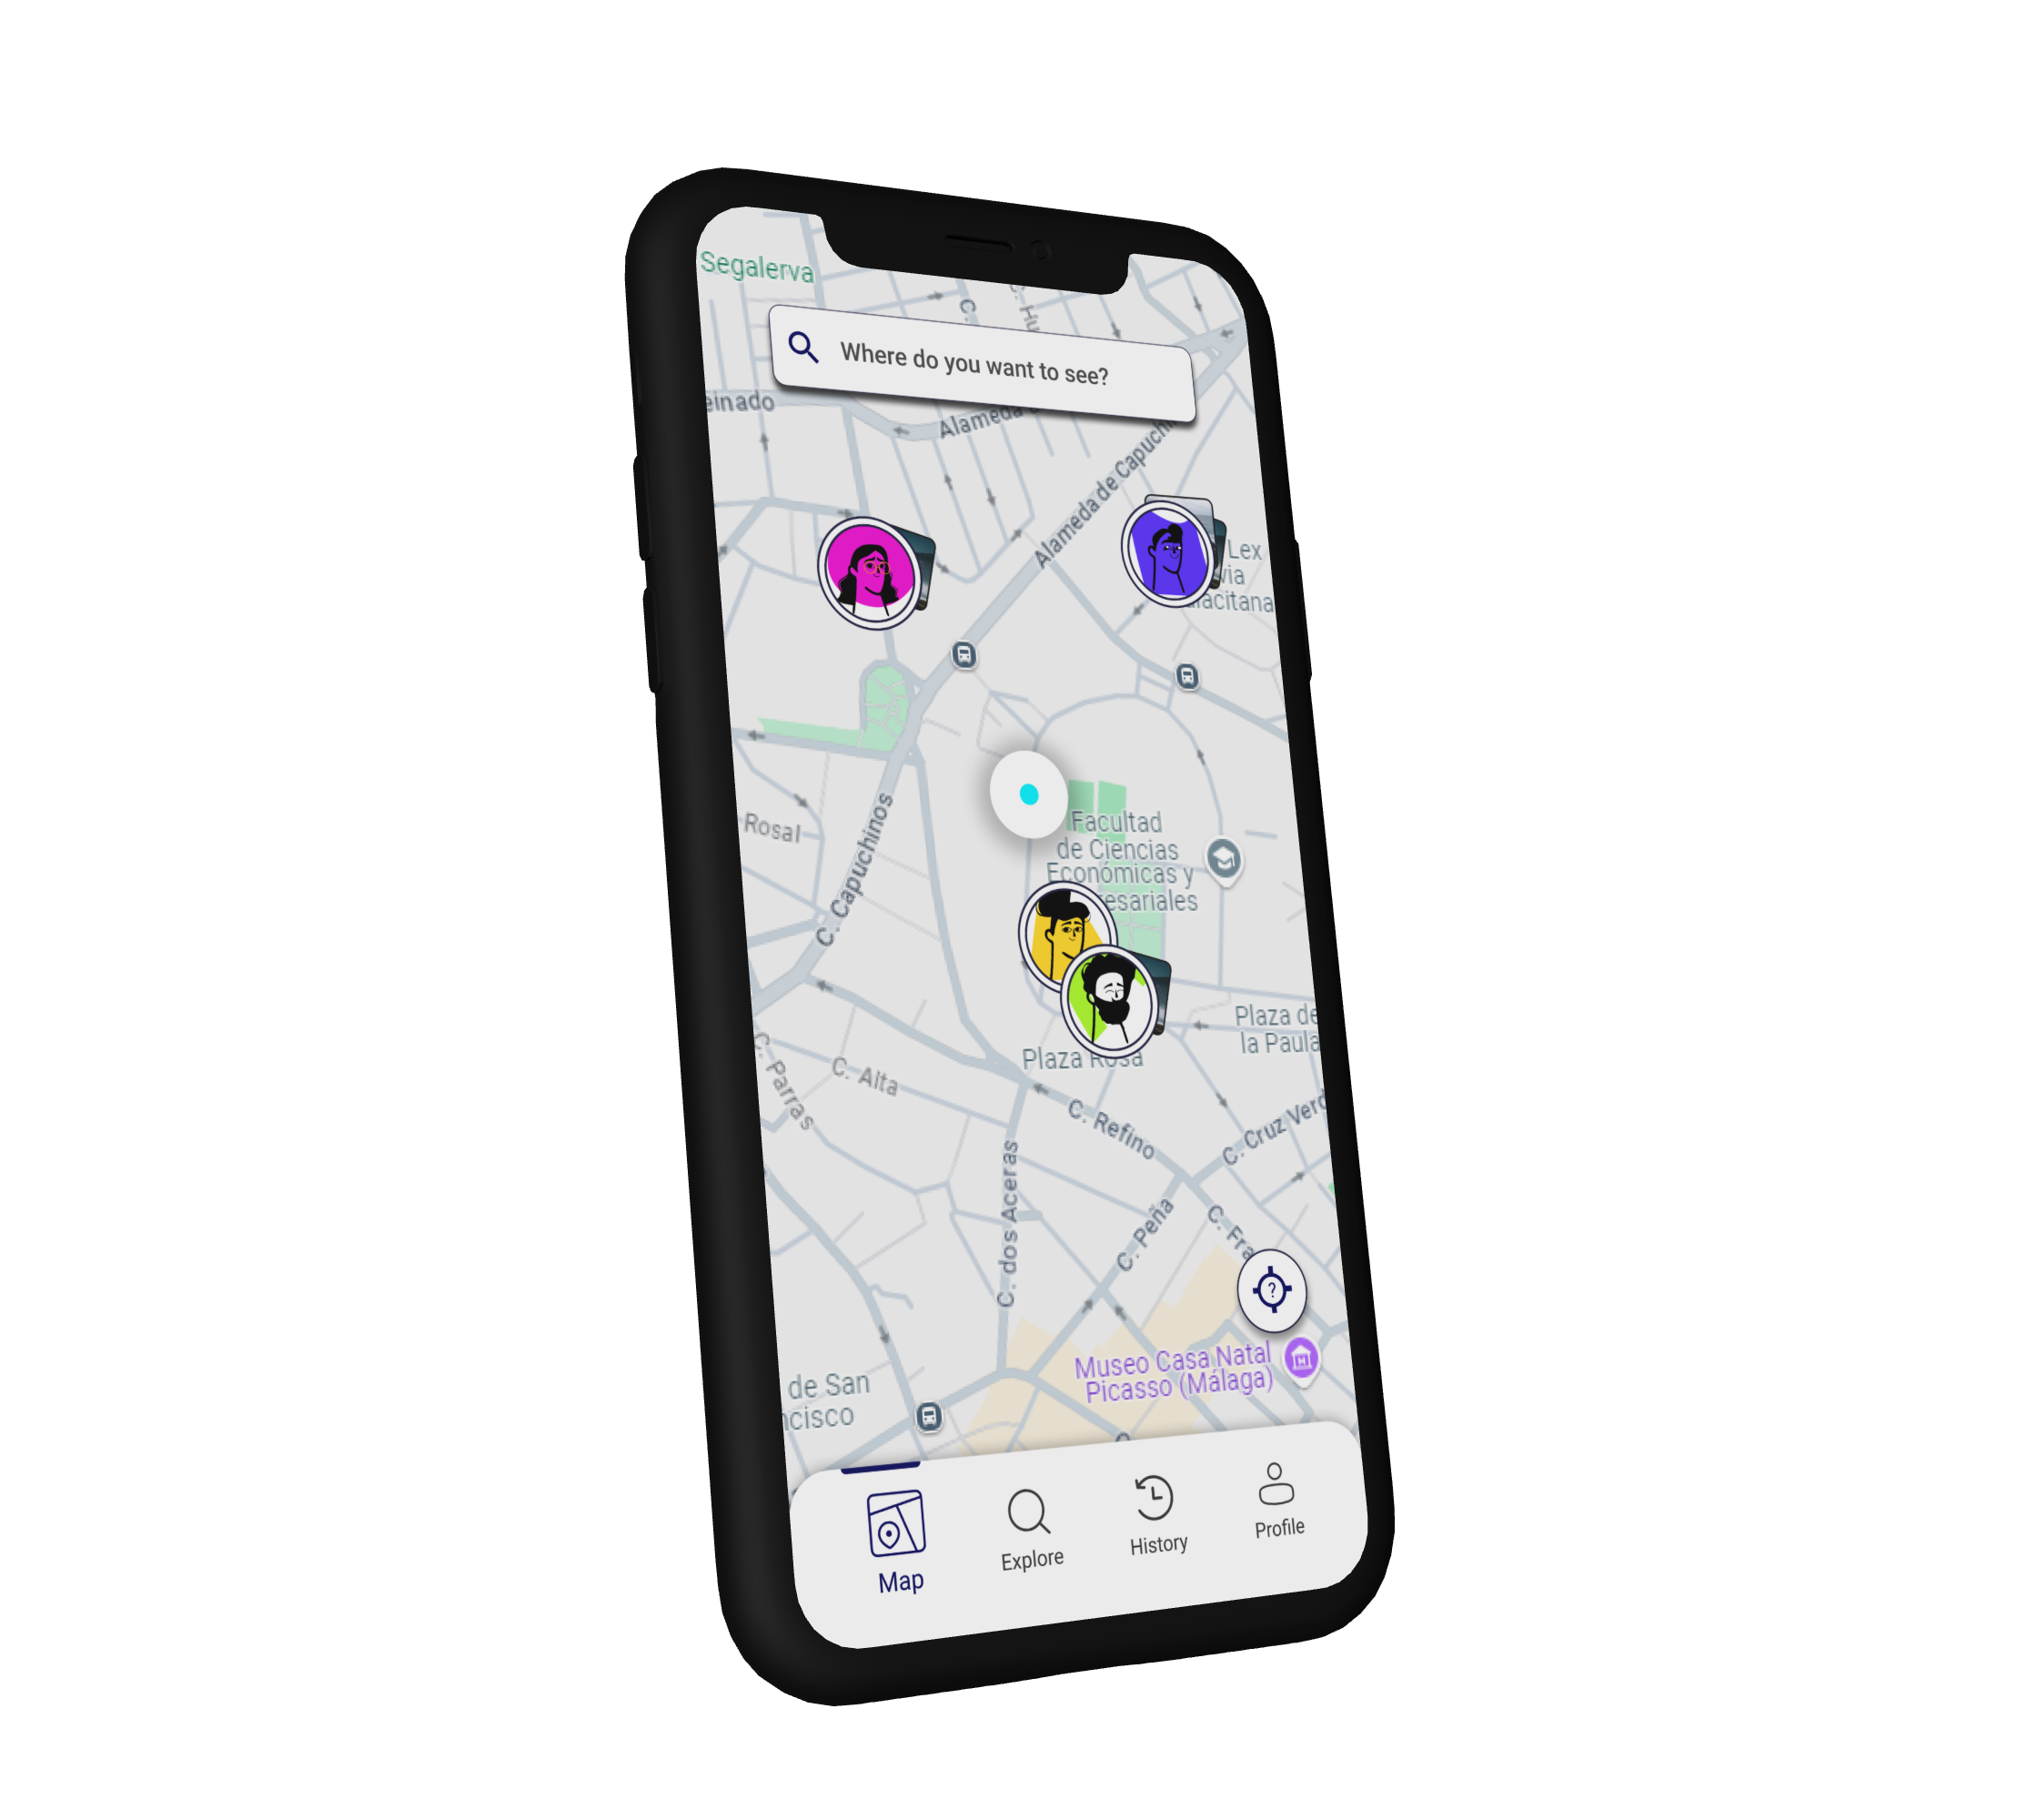 Segalerva
C.
C. Hu
Where do you want to see?
einado
Alameda
Alameda de Capuchi
Lex
via
lacitana
Rosal
C. Capuchinos
Facultad
de Ciencias
Económicas y
esariales
Plaza de
la Paula
Plaza Rosa
C. Parras
C. Alta
C. Refino
C. Cruz Verd
C. dos Aceras
C. Peña
C. Fra
?
Museo Casa Natal
Picasso (Málaga)
M
de San
ncisco
Map
Explore
History
Profile